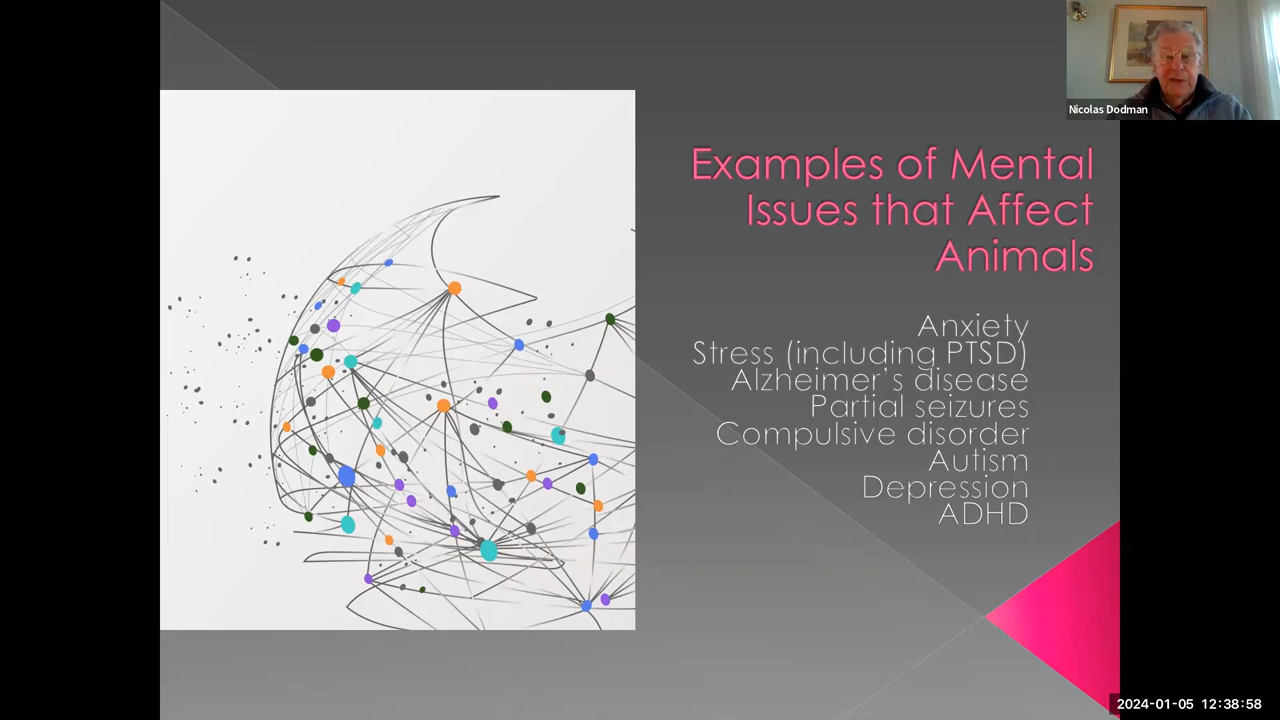 Nicolas Dodman
Examples of Mental
Issues that Affect
Animals
Anxiety
Stress (including PTSD)
Alzheimer's disease
Partial seizures
Compulsive disorder
Autism
Depression
ADHD
2024-01-05 12:38:58